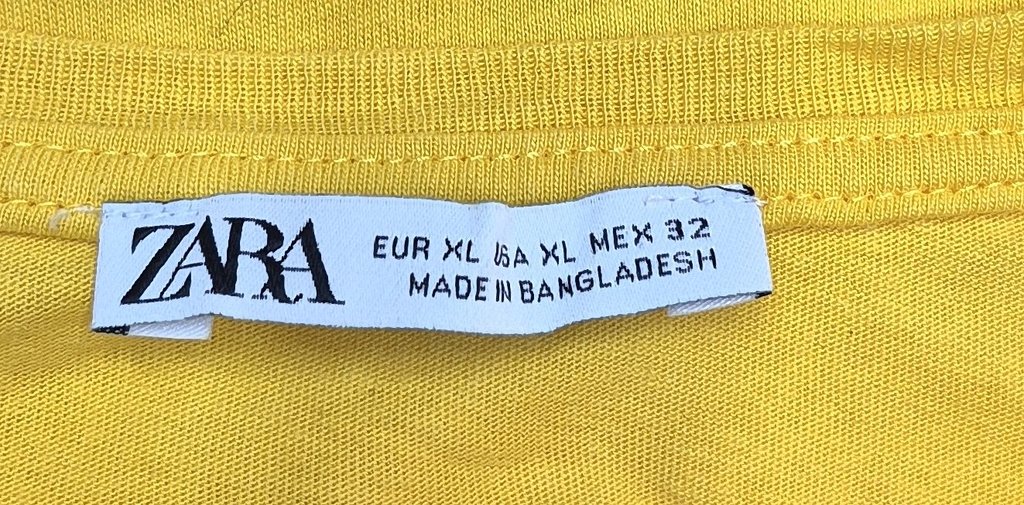 ZARA
EUR XL USA XL MEX 32
MADE IN BANGLADESH